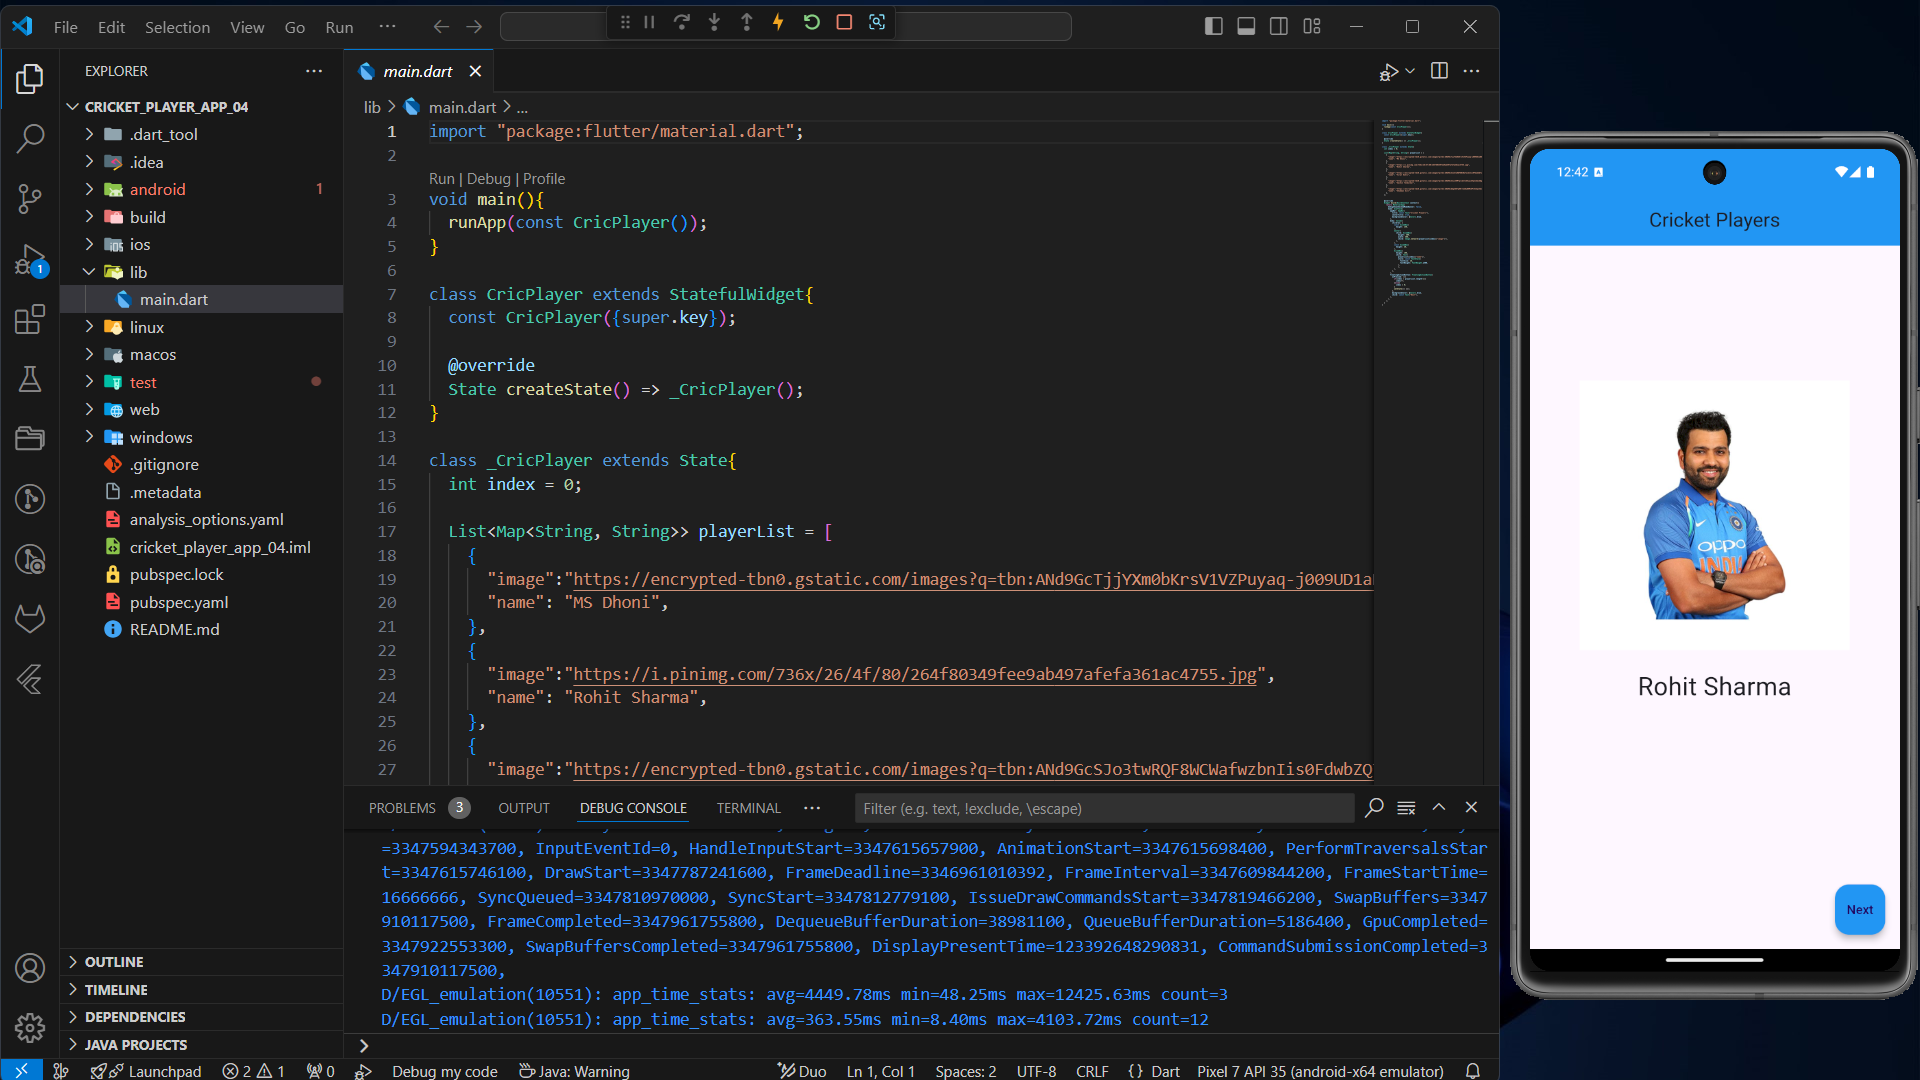 File Edit Selection View Go Run ···
EXPLORER
CRICKET_PLAYER_APP_04
.dart_tool
.idea
android 1
build
ios
lib
main.dart
linux
macos
test
web
windows
.gitignore
.metadata
analysis_options.yaml
cricket_player_app_04.iml
pubspec.lock
pubspec.yaml
README.md
OUTLINE
TIMELINE
DEPENDENCIES
JAVA PROJECTS
1
main.dart
lib > main.dart > ...
1 import "package:flutter/material.dart";
2
Run | Debug | Profile
3 void main(){
4 runApp(const CricPlayer());
5 }
6
7 class CricPlayer extends StatefulWidget{
8 const CricPlayer({super.key});
9
10 @override
11 State createState() => _CricPlayer();
12 }
13
14 class _CricPlayer extends State{
15 int index = 0;
16
17 List<Map<String, String>> playerList = [
18 {
19 "image":"https://encrypted-tbn0.gstatic.com/images?q=tbn:ANd9GcTjjYXm0bKrsV1VZPuyaq-j009UD1a
20 "name": "MS Dhoni",
21 },
22 {
23 "image":"https://i.pinimg.com/736x/26/4f/80/264f80349fee9ab497afefa361ac4755.jpg",
24 "name": "Rohit Sharma",
25 },
26 {
27 "image":"https://encrypted-tbn0.gstatic.com/images?q=tbn:ANd9GcSJo3twRQF8WCWafwzbnIis0FdwbZQ
PROBLEMS 3 OUTPUT DEBUG CONSOLE TERMINAL ··· Filter (e.g. text, !exclude, \escape)
=3347594343700, InputEventId=0, HandleInputStart=3347615657900, AnimationStart=3347615698400, PerformTraversalsStar
t=3347615746100, DrawStart=3347787241600, FrameDeadline=3346961010392, FrameInterval=3347609844200, FrameStartTime=
16666666, SyncQueued=3347810970000, SyncStart=3347812779100, IssueDrawCommandsStart=3347819466200, SwapBuffers=3347
910117500, FrameCompleted=3347961755800, DequeueBufferDuration=38981100, QueueBufferDuration=5186400, GpuCompleted=
3347922553300, SwapBuffersCompleted=3347961755800, DisplayPresentTime=123392648290831, CommandSubmissionCompleted=3
347910117500,
D/EGL_emulation(10551): app_time_stats: avg=4449.78ms min=48.25ms max=12425.63ms count=3
D/EGL_emulation(10551): app_time_stats: avg=363.55ms min=8.40ms max=4103.72ms count=12
>
Launchpad 2 1 0 Debug my code Java: Warning Duo Ln 1, Col 1 Spaces: 2 UTF-8 CRLF {} Dart Pixel 7 API 35 (android-x64 emulator)
12:42 A
Cricket Players
oppo
INDIA
Rohit Sharma
Next